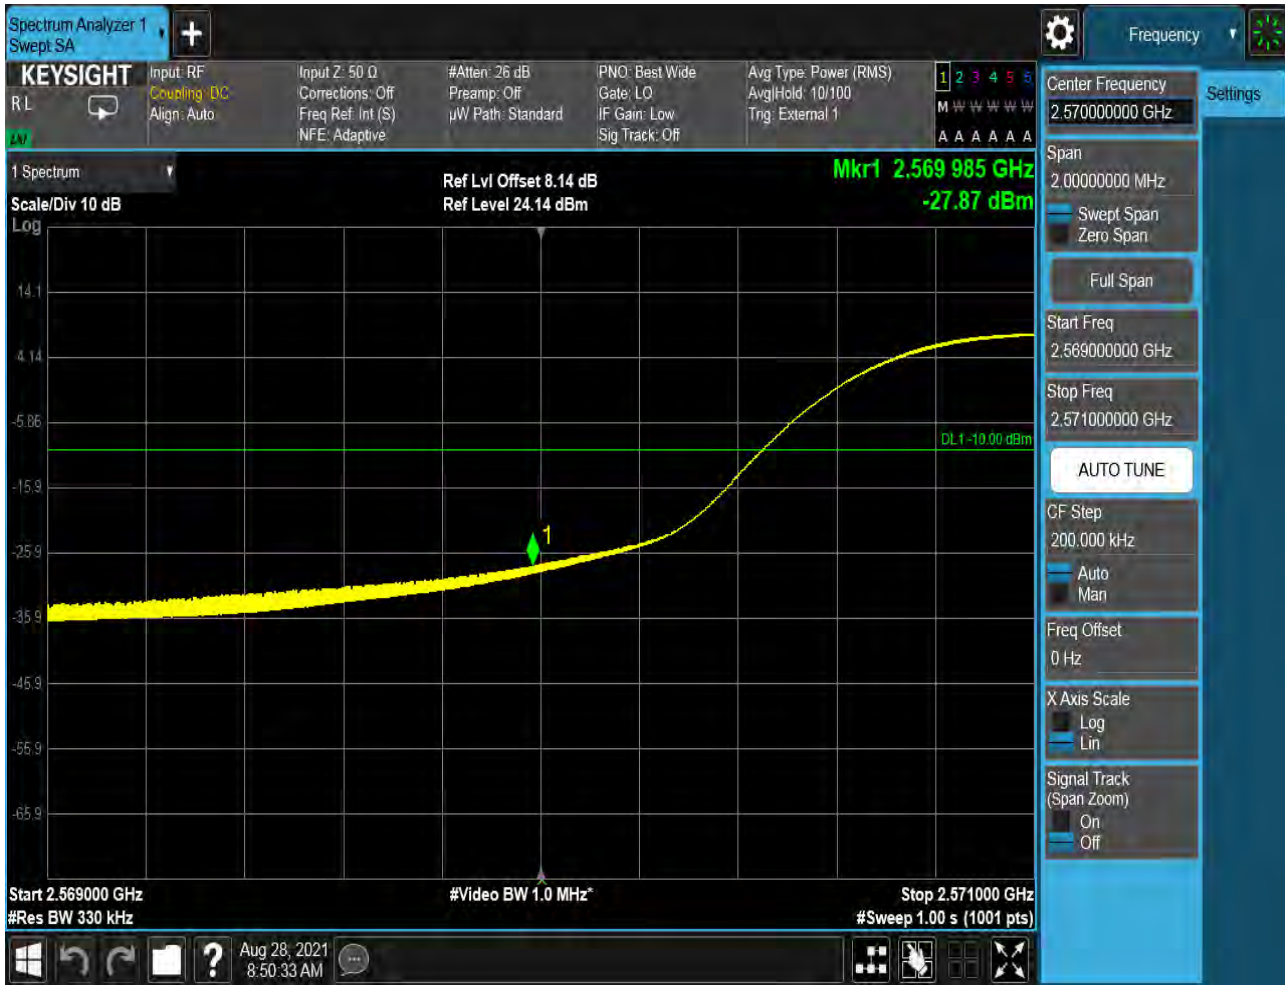 Spectrum Analyzer 1
Swept SA
Frequency
KEYSIGHT
R L
Input: RF
Coupling: DC
Align: Auto
Input Z: 50 Ω
Corrections: Off
Freq Ref: Int (S)
NFE: Adaptive
#Atten: 26 dB
Preamp: Off
µW Path: Standard
PNO: Best Wide
Gate: LO
IF Gain: Low
Sig Track: Off
Avg Type: Power (RMS)
Avg|Hold: 10/100
Trig: External 1
1 2 3 4 5 6
M W W W W W
A A A A A A
1 Spectrum
Scale/Div 10 dB
Log
Ref Lvl Offset 8.14 dB
Ref Level 24.14 dBm
Mkr1 2.569 985 GHz
-27.87 dBm
14.1
4.14
-5.86
DL1 -10.00 dBm
-15.9
1
-25.9
-35.9
-45.9
-55.9
-65.9
Start 2.569000 GHz
#Res BW 330 kHz
#Video BW 1.0 MHz*
Stop 2.571000 GHz
#Sweep 1.00 s (1001 pts)
Center Frequency
2.570000000 GHz
Settings
Span
2.00000000 MHz
Swept Span
Zero Span
Full Span
Start Freq
2.569000000 GHz
Stop Freq
2.571000000 GHz
AUTO TUNE
CF Step
200.000 kHz
Auto
Man
Freq Offset
0 Hz
X Axis Scale
Log
Lin
Signal Track
(Span Zoom)
On
Off
Aug 28, 2021
8:50:33 AM